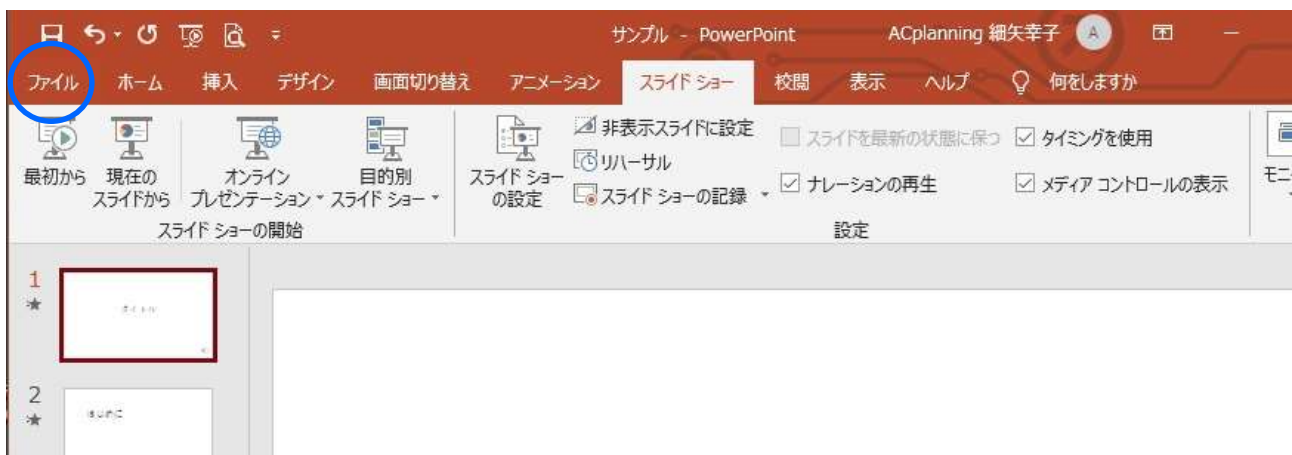 サンプル - PowerPoint ACplanning 細矢幸子 A
ファイル ホーム 挿入 デザイン 画面切り替え アニメーション スライド ショー 校閲 表示 ヘルプ 何をしますか
最初から
現在の
スライドから
オンライン
プレゼンテーション
目的別
スライド ショー
スライド ショーの開始
スライド ショー
の設定
非表示スライドに設定
リハーサル
スライド ショーの記録
スライドを最新の状態に保つ
ナレーションの再生
タイミングを使用
メディア コントロールの表示
設定
1
2
はじめに